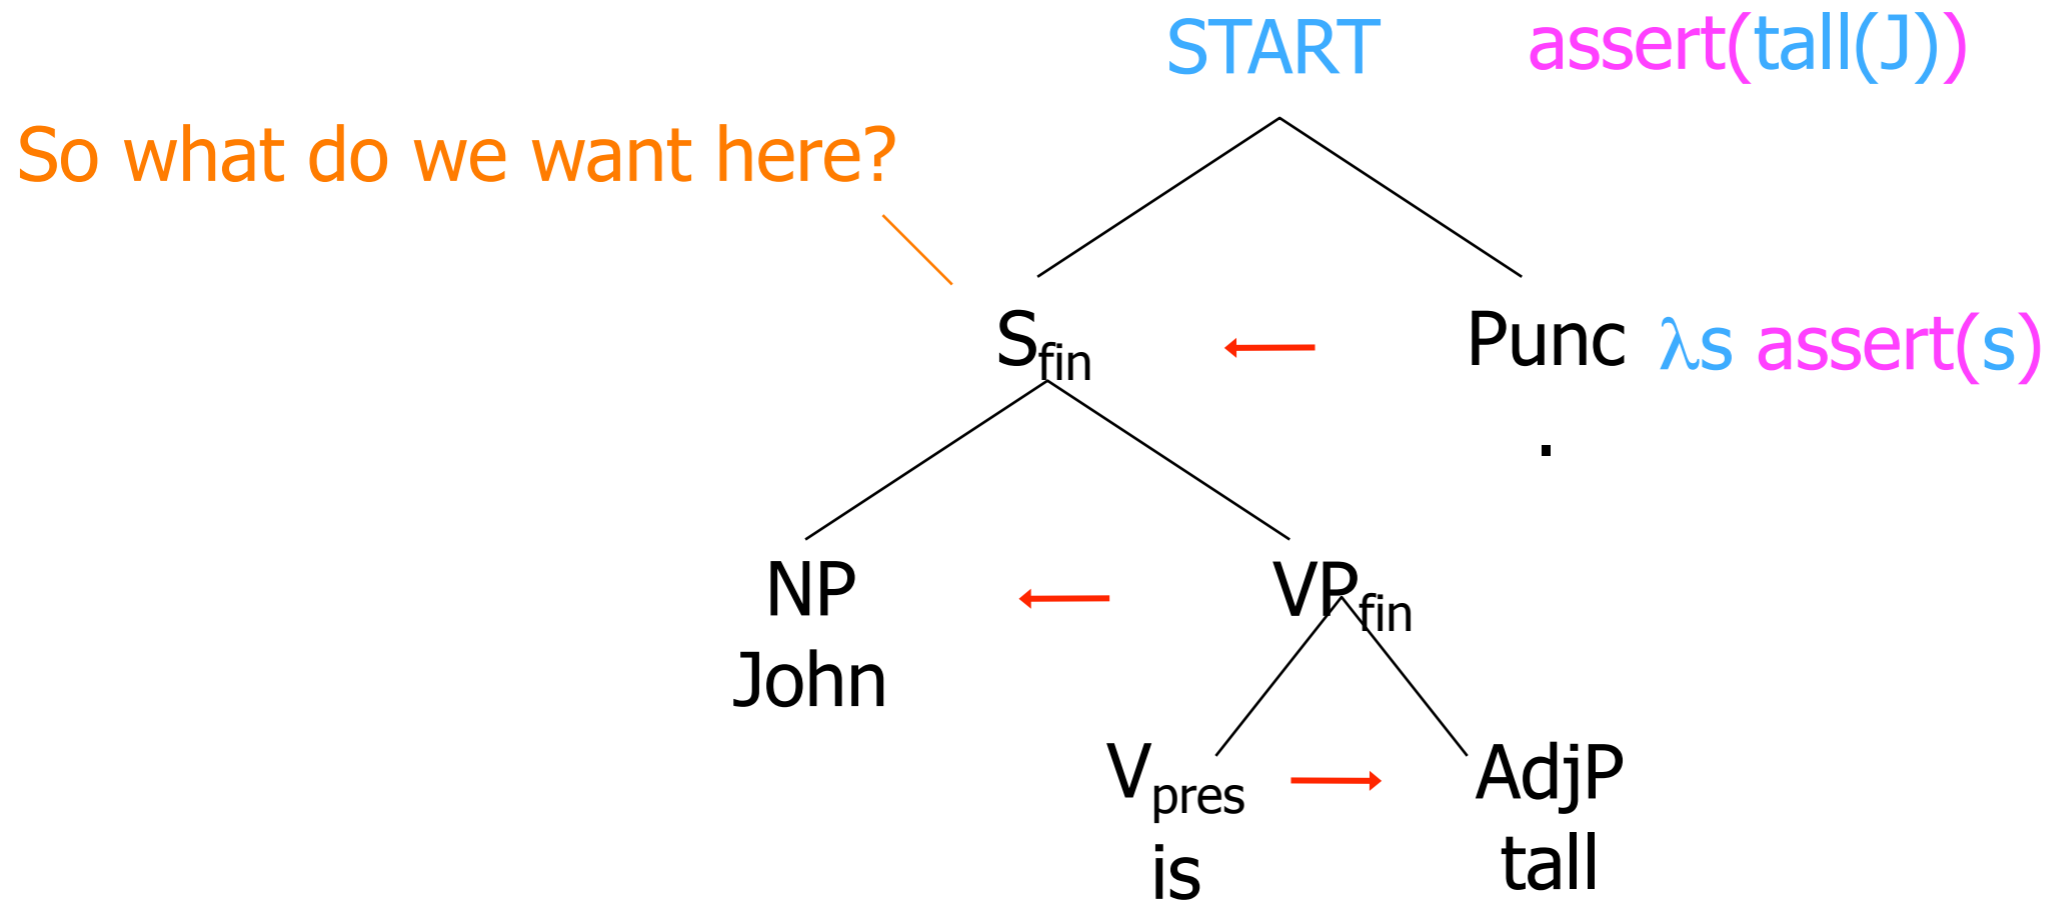 START assert(tall(J))
So what do we want here?
Sfin Punc λs assert(s)
.
NP VPfin
John
Vpres AdjP
is tall